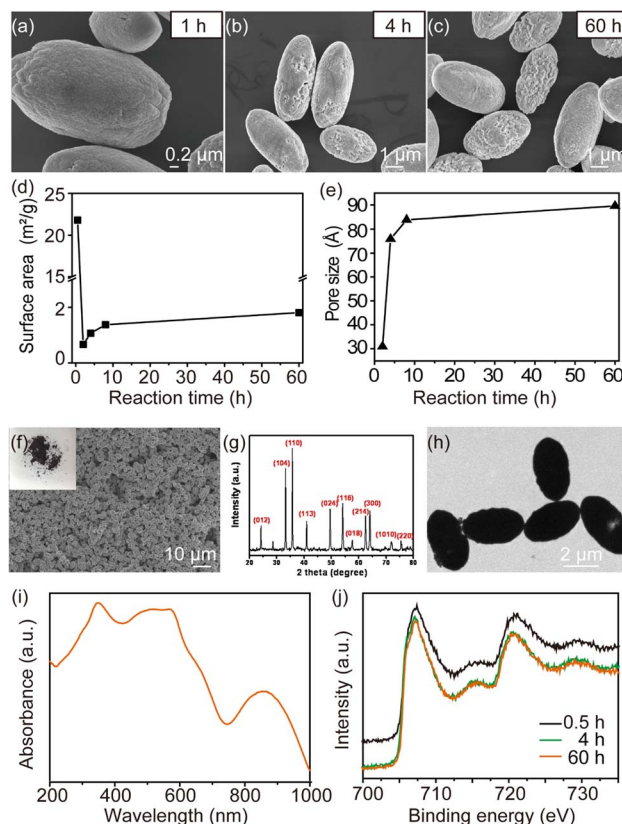 (a)
1 h
0.2 μm
(b)
4 h
1 μm
(c)
60 h
1 μm
(d)
Surface area (m²/g)
25
20
15
2
0
0 10 20 30 40 50 60
Reaction time (h)
(e)
Pore size (Å)
90
80
70
60
50
40
30
0 10 20 30 40 50 60
Reaction time (h)
(f)
10 μm
(g)
Intensity (a.u.)
(012)
(104)
(110)
(113)
(024)
(116)
(018)
(214)
(300)
(1010)
(220)
20 30 40 50 60 70 80
2 theta (degree)
(h)
2 μm
(i)
Absorbance (a.u.)
200 400 600 800 1000
Wavelength (nm)
(j)
Intensity (a.u.)
0.5 h
4 h
60 h
700 710 720 730
Binding energy (eV)